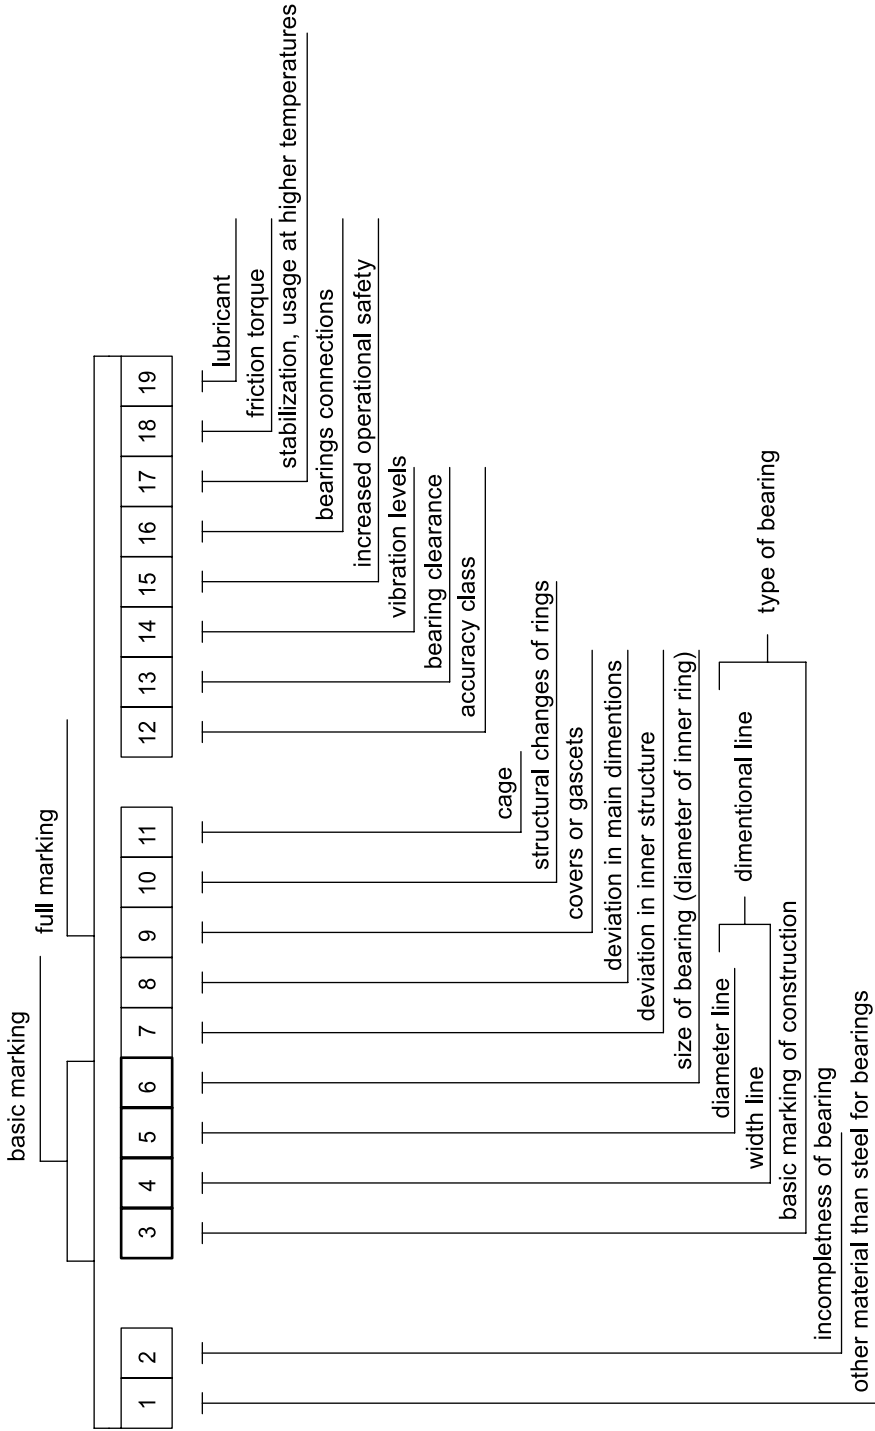 basic marking
full marking
1
2
3
4
5
6
7
8
9
10
11
12
13
14
15
16
17
18
19
lubricant
friction torque
stabilization, usage at higher temperatures
bearings connections
increased operational safety
vibration levels
bearing clearance
accuracy class
cage
structural changes of rings
covers or gascets
deviation in main dimentions
deviation in inner structure
size of bearing (diameter of inner ring)
diameter line
dimentional line
type of bearing
width line
basic marking of construction
incompletness of bearing
other material than steel for bearings